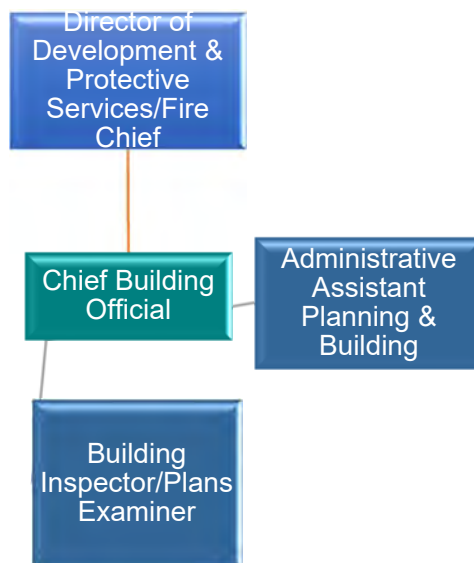 Director of
Development &
Protective
Services/Fire
Chief
Chief Building
Official
Administrative
Assistant
Planning &
Building
Building
Inspector/Plans
Examiner